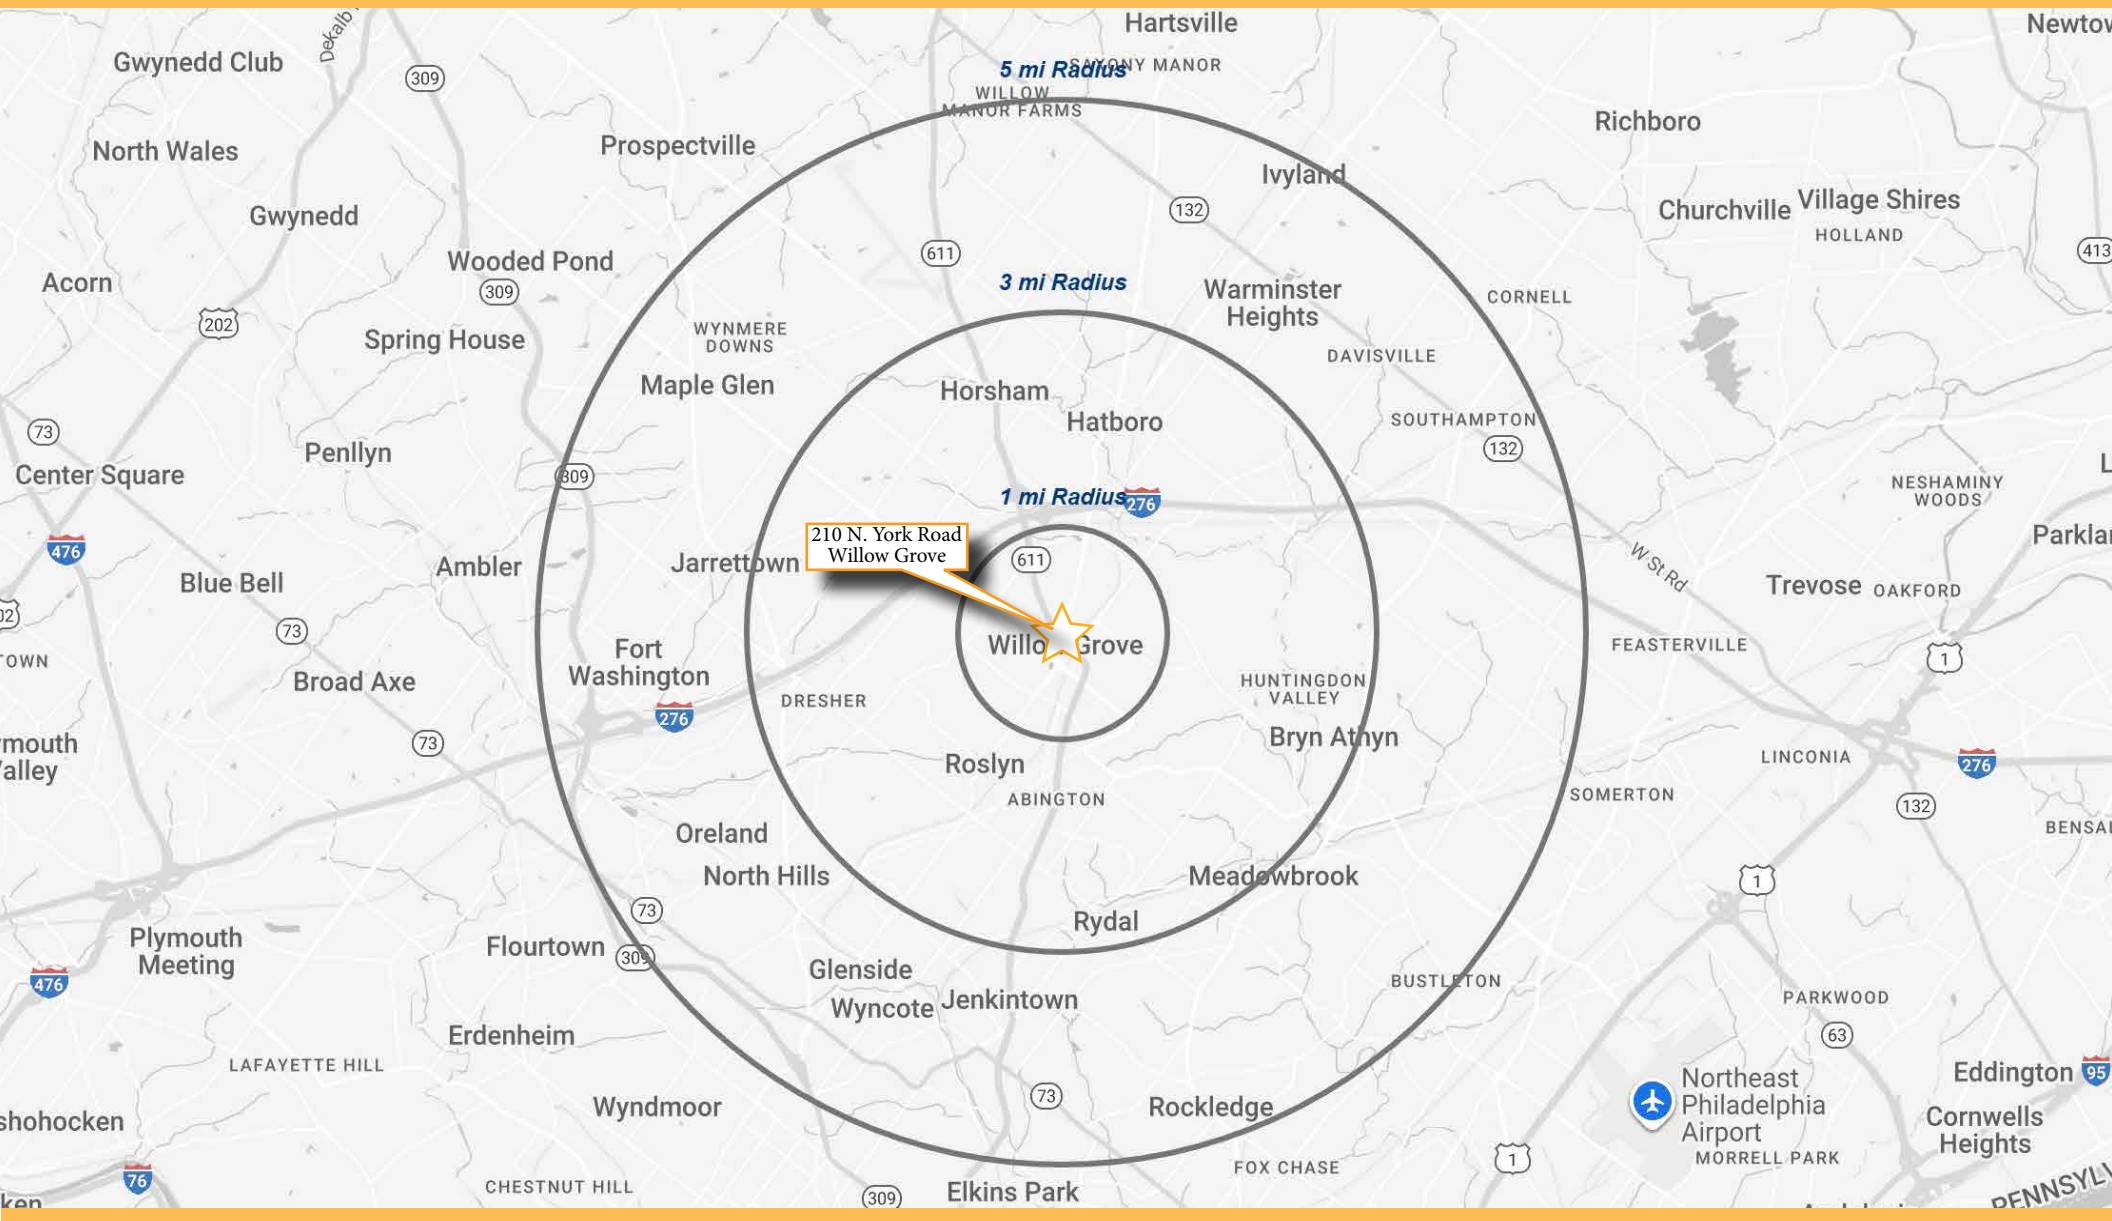 Hartsville
Newtow
Gwynedd Club
Dekalb
309
5 mi Radius
SAXONY MANOR
WILLOW
MANOR FARMS
Richboro
North Wales
Prospectville
Ivyland
132
Churchville
Village Shires
HOLLAND
Gwynedd
611
413
Wooded Pond
309
Acorn
3 mi Radius
Warminster
Heights
CORNELL
202
Spring House
WYNMERE
DOWNS
DAVISVILLE
Maple Glen
Horsham
Hatboro
SOUTHAMPTON
132
73
Penllyn
Center Square
309
L
NESHAMINY
WOODS
1 mi Radius
276
210 N. York Road
Willow Grove
476
611
Parklan
Ambler
Jarrettown
W St Rd
Blue Bell
Trevose
OAKFORD
02
73
TOWN
Fort
Washington
Willow Grove
FEASTERVILLE
1
Broad Axe
DRESHER
HUNTINGDON
VALLEY
276
Bryn Athyn
mouth
alley
73
Roslyn
LINCONIA
276
ABINGTON
SOMERTON
132
BENSAL
Oreland
North Hills
Meadowbrook
1
73
Rydal
Plymouth
Meeting
Flourtown
309
Glenside
476
BUSTLETON
Wyncote
Jenkintown
PARKWOOD
Erdenheim
63
LAFAYETTE HILL
Eddington
95
Northeast
Philadelphia
Airport
73
Wyndmoor
Rockledge
shohocken
Cornwells
Heights
MORRELL PARK
1
FOX CHASE
76
CHESTNUT HILL
309
Elkins Park
ken
PENNSYLV